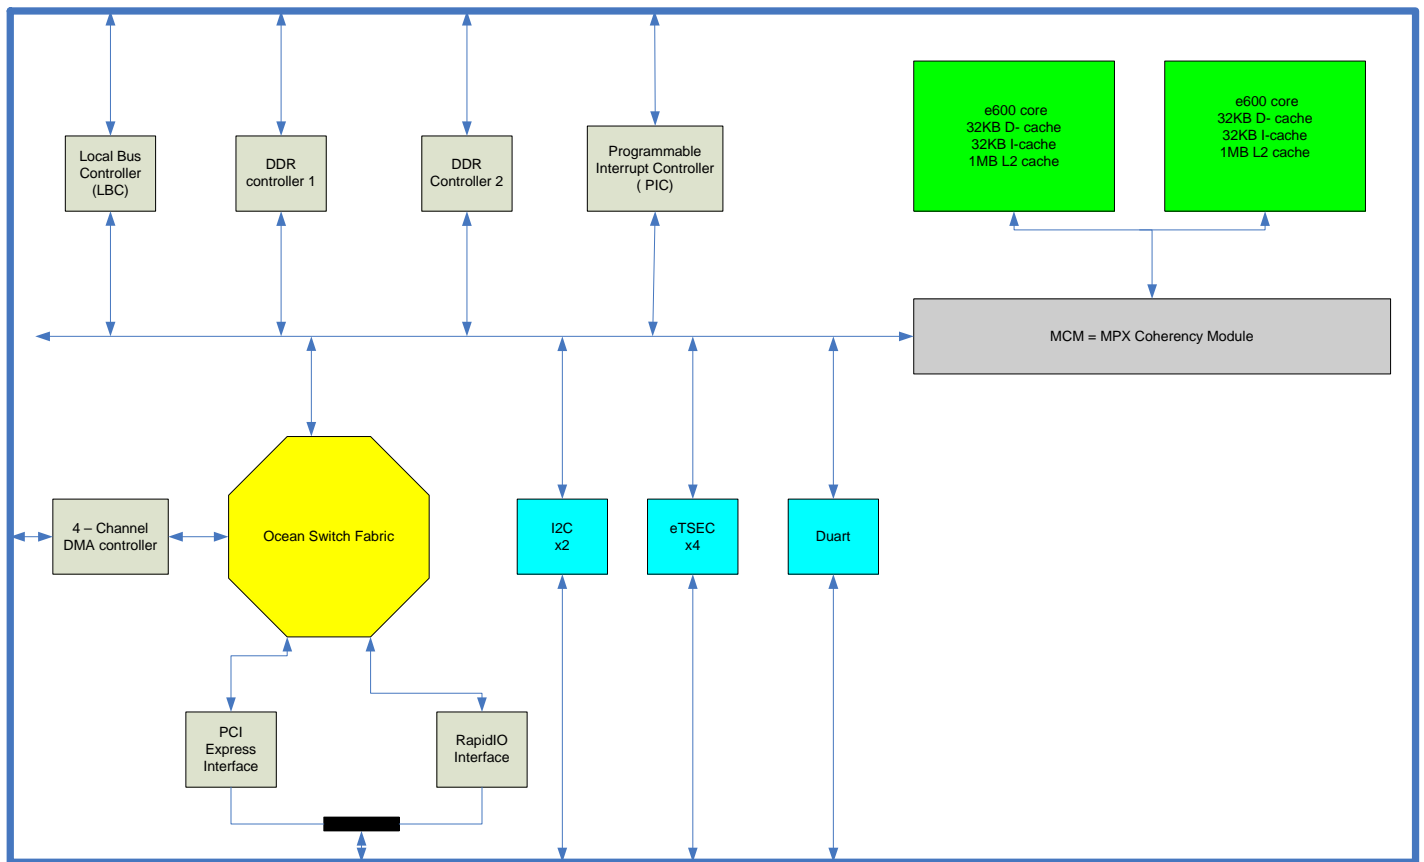 Local Bus
Controller
(LBC)
DDR
controller 1
DDR
Controller 2
Programmable
Interrupt Controller
( PIC)
e600 core
32KB D- cache
32KB I-cache
1MB L2 cache
e600 core
32KB D- cache
32KB I-cache
1MB L2 cache
MCM = MPX Coherency Module
4 – Channel
DMA controller
Ocean Switch Fabric
I2C
x2
eTSEC
x4
Duart
PCI
Express
Interface
RapidIO
Interface